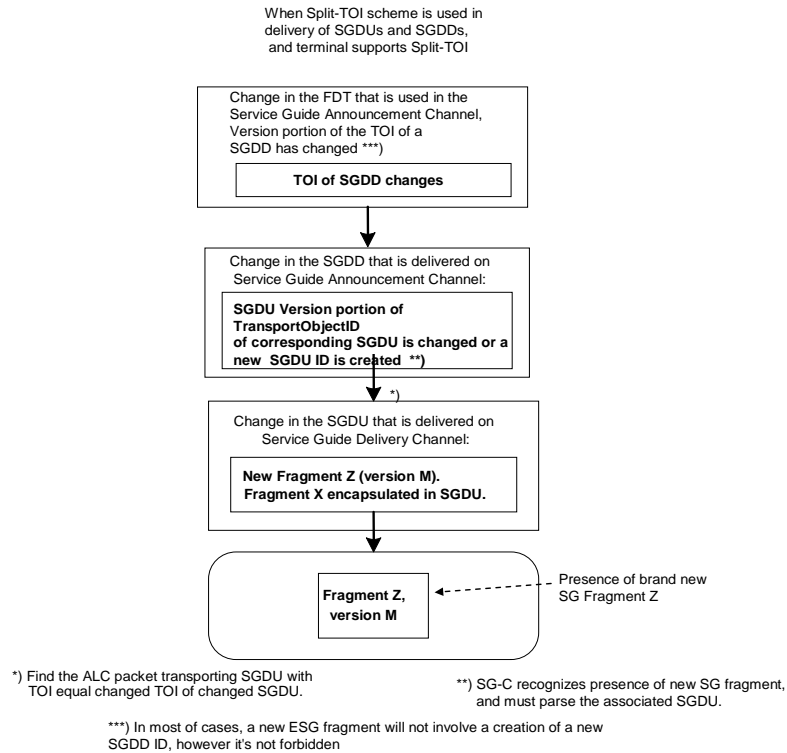 When Split-TOI scheme is used in
delivery of SGDUs and SGDDs,
and terminal supports Split-TOI
Change in the FDT that is used in the
Service Guide Announcement Channel,
Version portion of the TOI of a
SGDD has changed ***)
TOI of SGDD changes
Change in the SGDD that is delivered on
Service Guide Announcement Channel:
SGDU Version portion of
TransportObjectID
of corresponding SGDU is changed or a
new SGDU ID is created **)
*)
Change in the SGDU that is delivered on
Service Guide Delivery Channel:
New Fragment Z (version M).
Fragment X encapsulated in SGDU.
Fragment Z,
version M
Presence of brand new
SG Fragment Z
*) Find the ALC packet transporting SGDU with
TOI equal changed TOI of changed SGDU.
**) SG-C recognizes presence of new SG fragment,
and must parse the associated SGDU.
***) In most of cases, a new ESG fragment will not involve a creation of a new
SGDD ID, however it's not forbidden